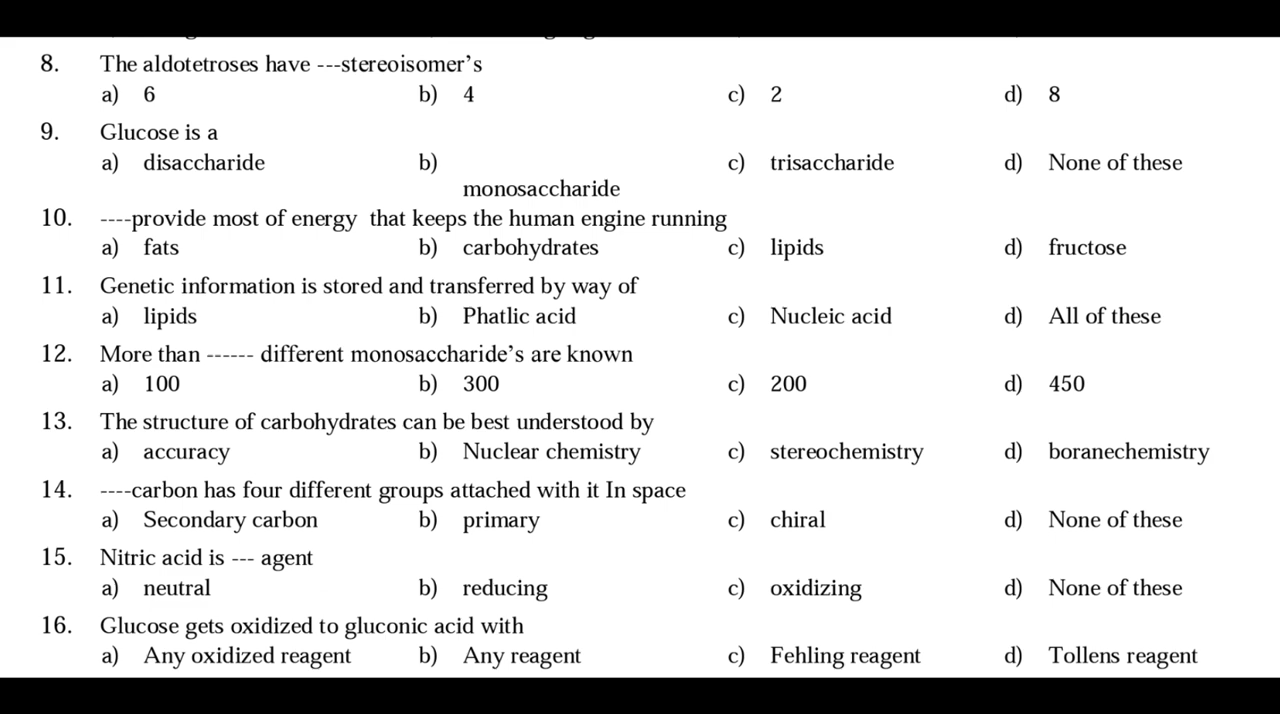 8. The aldotetroses have ---stereoisomer’s
a) 6 b) 4 c) 2 d) 8
9. Glucose is a
a) disaccharide b) c) trisaccharide d) None of these
monosaccharide
10. ----provide most of energy that keeps the human engine running
a) fats b) carbohydrates c) lipids d) fructose
11. Genetic information is stored and transferred by way of
a) lipids b) Phatlic acid c) Nucleic acid d) All of these
12. More than ------ different monosaccharide’s are known
a) 100 b) 300 c) 200 d) 450
13. The structure of carbohydrates can be best understood by
a) accuracy b) Nuclear chemistry c) stereochemistry d) boranechemistry
14. ----carbon has four different groups attached with it In space
a) Secondary carbon b) primary c) chiral d) None of these
15. Nitric acid is --- agent
a) neutral b) reducing c) oxidizing d) None of these
16. Glucose gets oxidized to gluconic acid with
a) Any oxidized reagent b) Any reagent c) Fehling reagent d) Tollens reagent